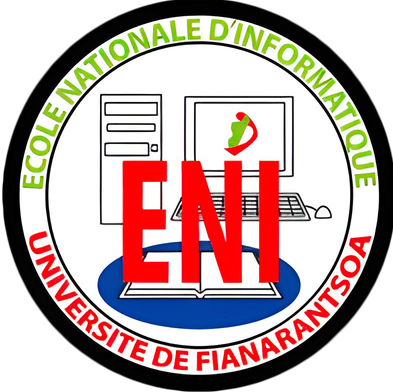 ECOLE NATIONALE D'INFORMATIQUE
ENI
UNIVERSITE DE FIANARANTSOA